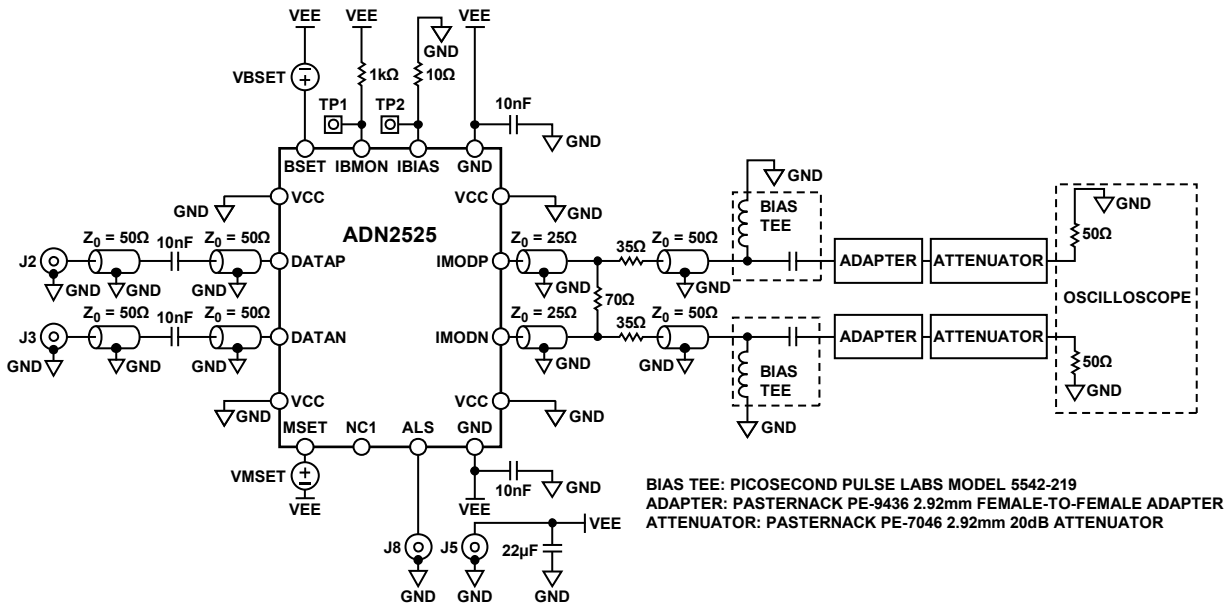 VEE VEE VEE
GND
VBSET
1kΩ 10Ω
TP1 TP2
10nF
GND
BSET IBMON IBIAS GND
VCC VCC
GND GND
GND
BIAS TEE
GND
50Ω
ADN2525
Z0 = 50Ω 10nF Z0 = 50Ω
Z0 = 25Ω 35Ω Z0 = 50Ω
J2 DATAP IMODP
ADAPTER ATTENUATOR
GND GND GND GND
70Ω
OSCILLOSCOPE
Z0 = 50Ω 10nF Z0 = 50Ω
Z0 = 25Ω 35Ω Z0 = 50Ω
J3 DATAN IMODN
ADAPTER ATTENUATOR
GND GND GND GND GND
50Ω
GND
BIAS TEE
VCC VCC
GND GND GND
MSET NC1 ALS GND
VMSET
VEE
10nF GND
VEE
J8 J5
22µF
VEE
GND GND GND
BIAS TEE: PICOSECOND PULSE LABS MODEL 5542-219
ADAPTER: PASTERNACK PE-9436 2.92mm FEMALE-TO-FEMALE ADAPTER
ATTENUATOR: PASTERNACK PE-7046 2.92mm 20dB ATTENUATOR